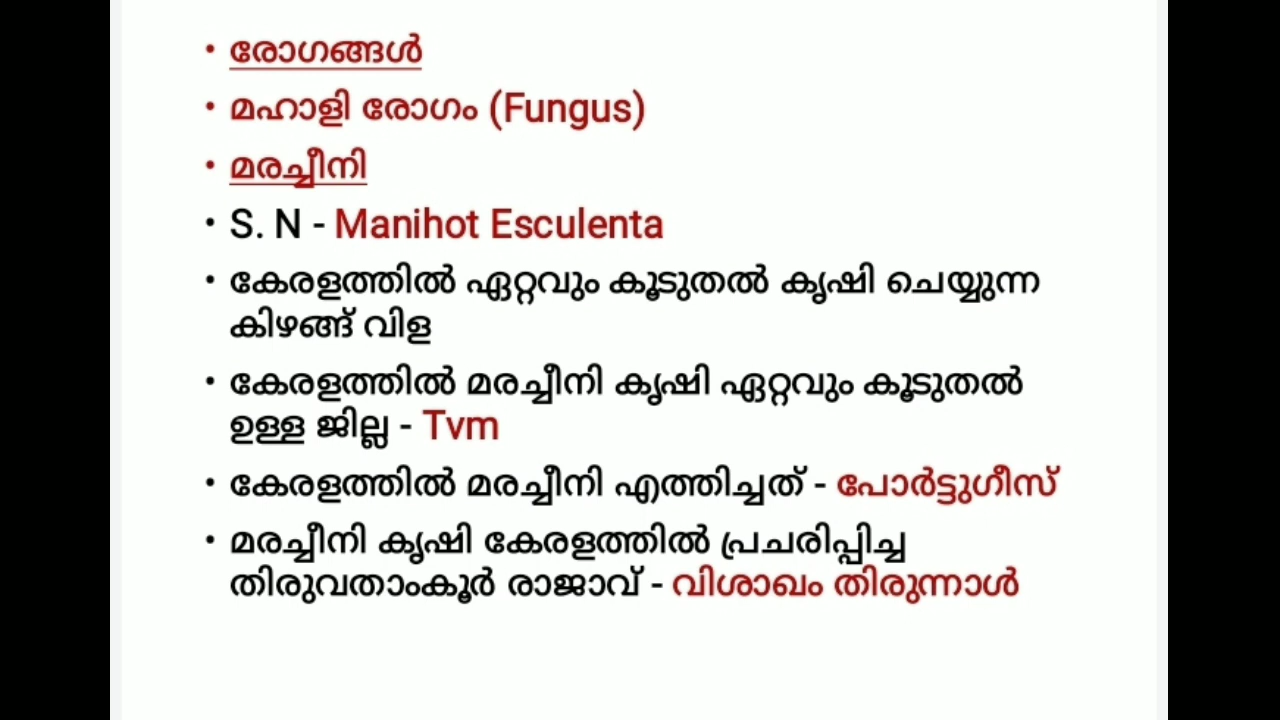 • രോഗങ്ങൾ
• മഹാളി രോഗം (Fungus)
• മരച്ചീനി
• S. N - Manihot Esculenta
• കേരളത്തിൽ ഏറ്റവും കൂടുതൽ കൃഷി ചെയ്യുന്ന
കിഴങ്ങ് വിള
• കേരളത്തിൽ മരച്ചീനി കൃഷി ഏറ്റവും കൂടുതൽ
ഉള്ള ജില്ല - Tvm
• കേരളത്തിൽ മരച്ചീനി എത്തിച്ചത് - പോർട്ടുഗീസ്
• മരച്ചീനി കൃഷി കേരളത്തിൽ പ്രചരിപ്പിച്ച
തിരുവതാംകൂർ രാജാവ് - വിശാഖം തിരുന്നാൾ